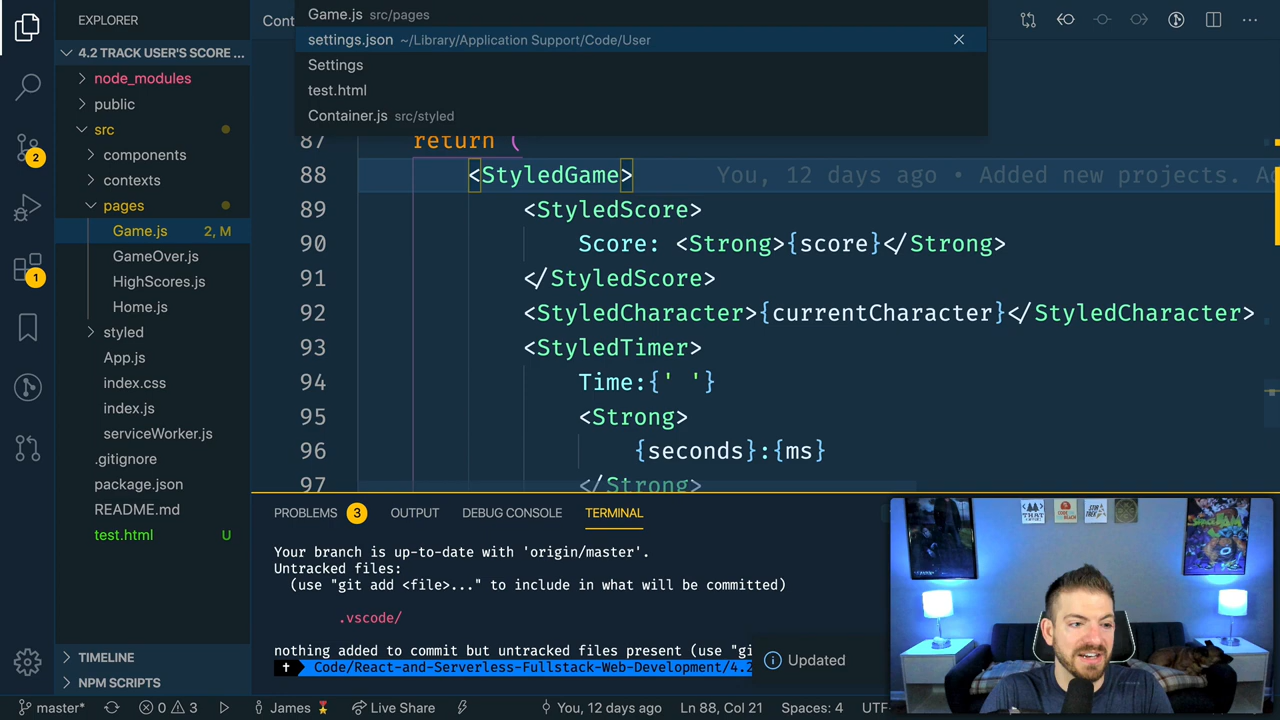 EXPLORER
4.2 TRACK USER'S SCORE ...
node_modules
public
src
components
contexts
pages
Game.js 2, M
GameOver.js
HighScores.js
Home.js
styled
App.js
index.css
index.js
serviceWorker.js
.gitignore
package.json
README.md
test.html U
TIMELINE
NPM SCRIPTS
2
1
Cont
Game.js src/pages
settings.json ~/Library/Application Support/Code/User
Settings
test.html
Container.js src/styled
87 return (
88 <StyledGame> You, 12 days ago • Added new projects. Ad
89 <StyledScore>
90 Score: <Strong>{score}</Strong>
91 </StyledScore>
92 <StyledCharacter>{currentCharacter}</StyledCharacter>
93 <StyledTimer>
94 Time:{' '}
95 <Strong>
96 {seconds}:{ms}
97 </Strong>
PROBLEMS 3 OUTPUT DEBUG CONSOLE TERMINAL
Your branch is up-to-date with 'origin/master'.
Untracked files:
(use "git add <file>..." to include in what will be committed)
.vscode/
nothing added to commit but untracked files present (use "gi
Code/React-and-Serverless-Fullstack-Web-Development/4.2
Updated
master* 0 3 James Live Share You, 12 days ago Ln 88, Col 21 Spaces: 4 UTF-